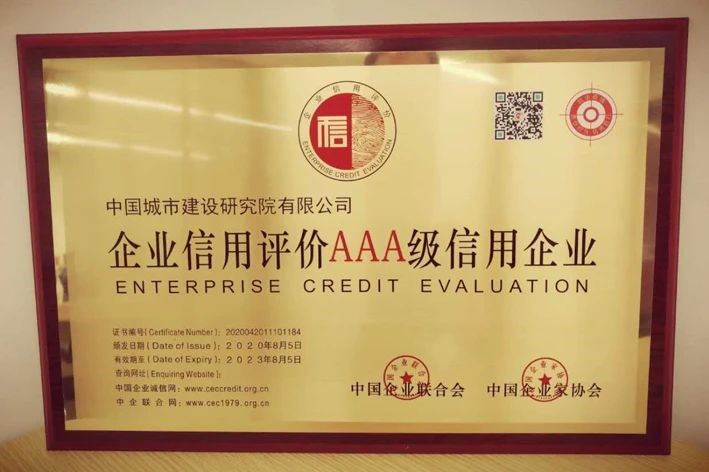 企业信用评价
信
ENTERPRISE CREDIT EVALUATION
中国城市建设研究院有限公司
企业信用评价AAA级信用企业
ENTERPRISE CREDIT EVALUATION
证书编号(Certificate Number): 2020042011101184
颁发日期(Date of Issue): 2020年8月5日
有效期至(Date of Expiry): 2023年8月5日
查询网址(Enquiring Website):
中国企业诚信网: www.ceccredit.org.cn
中企联合网: www.cec1979.org.cn
中国企业联合会 中国企业家协会